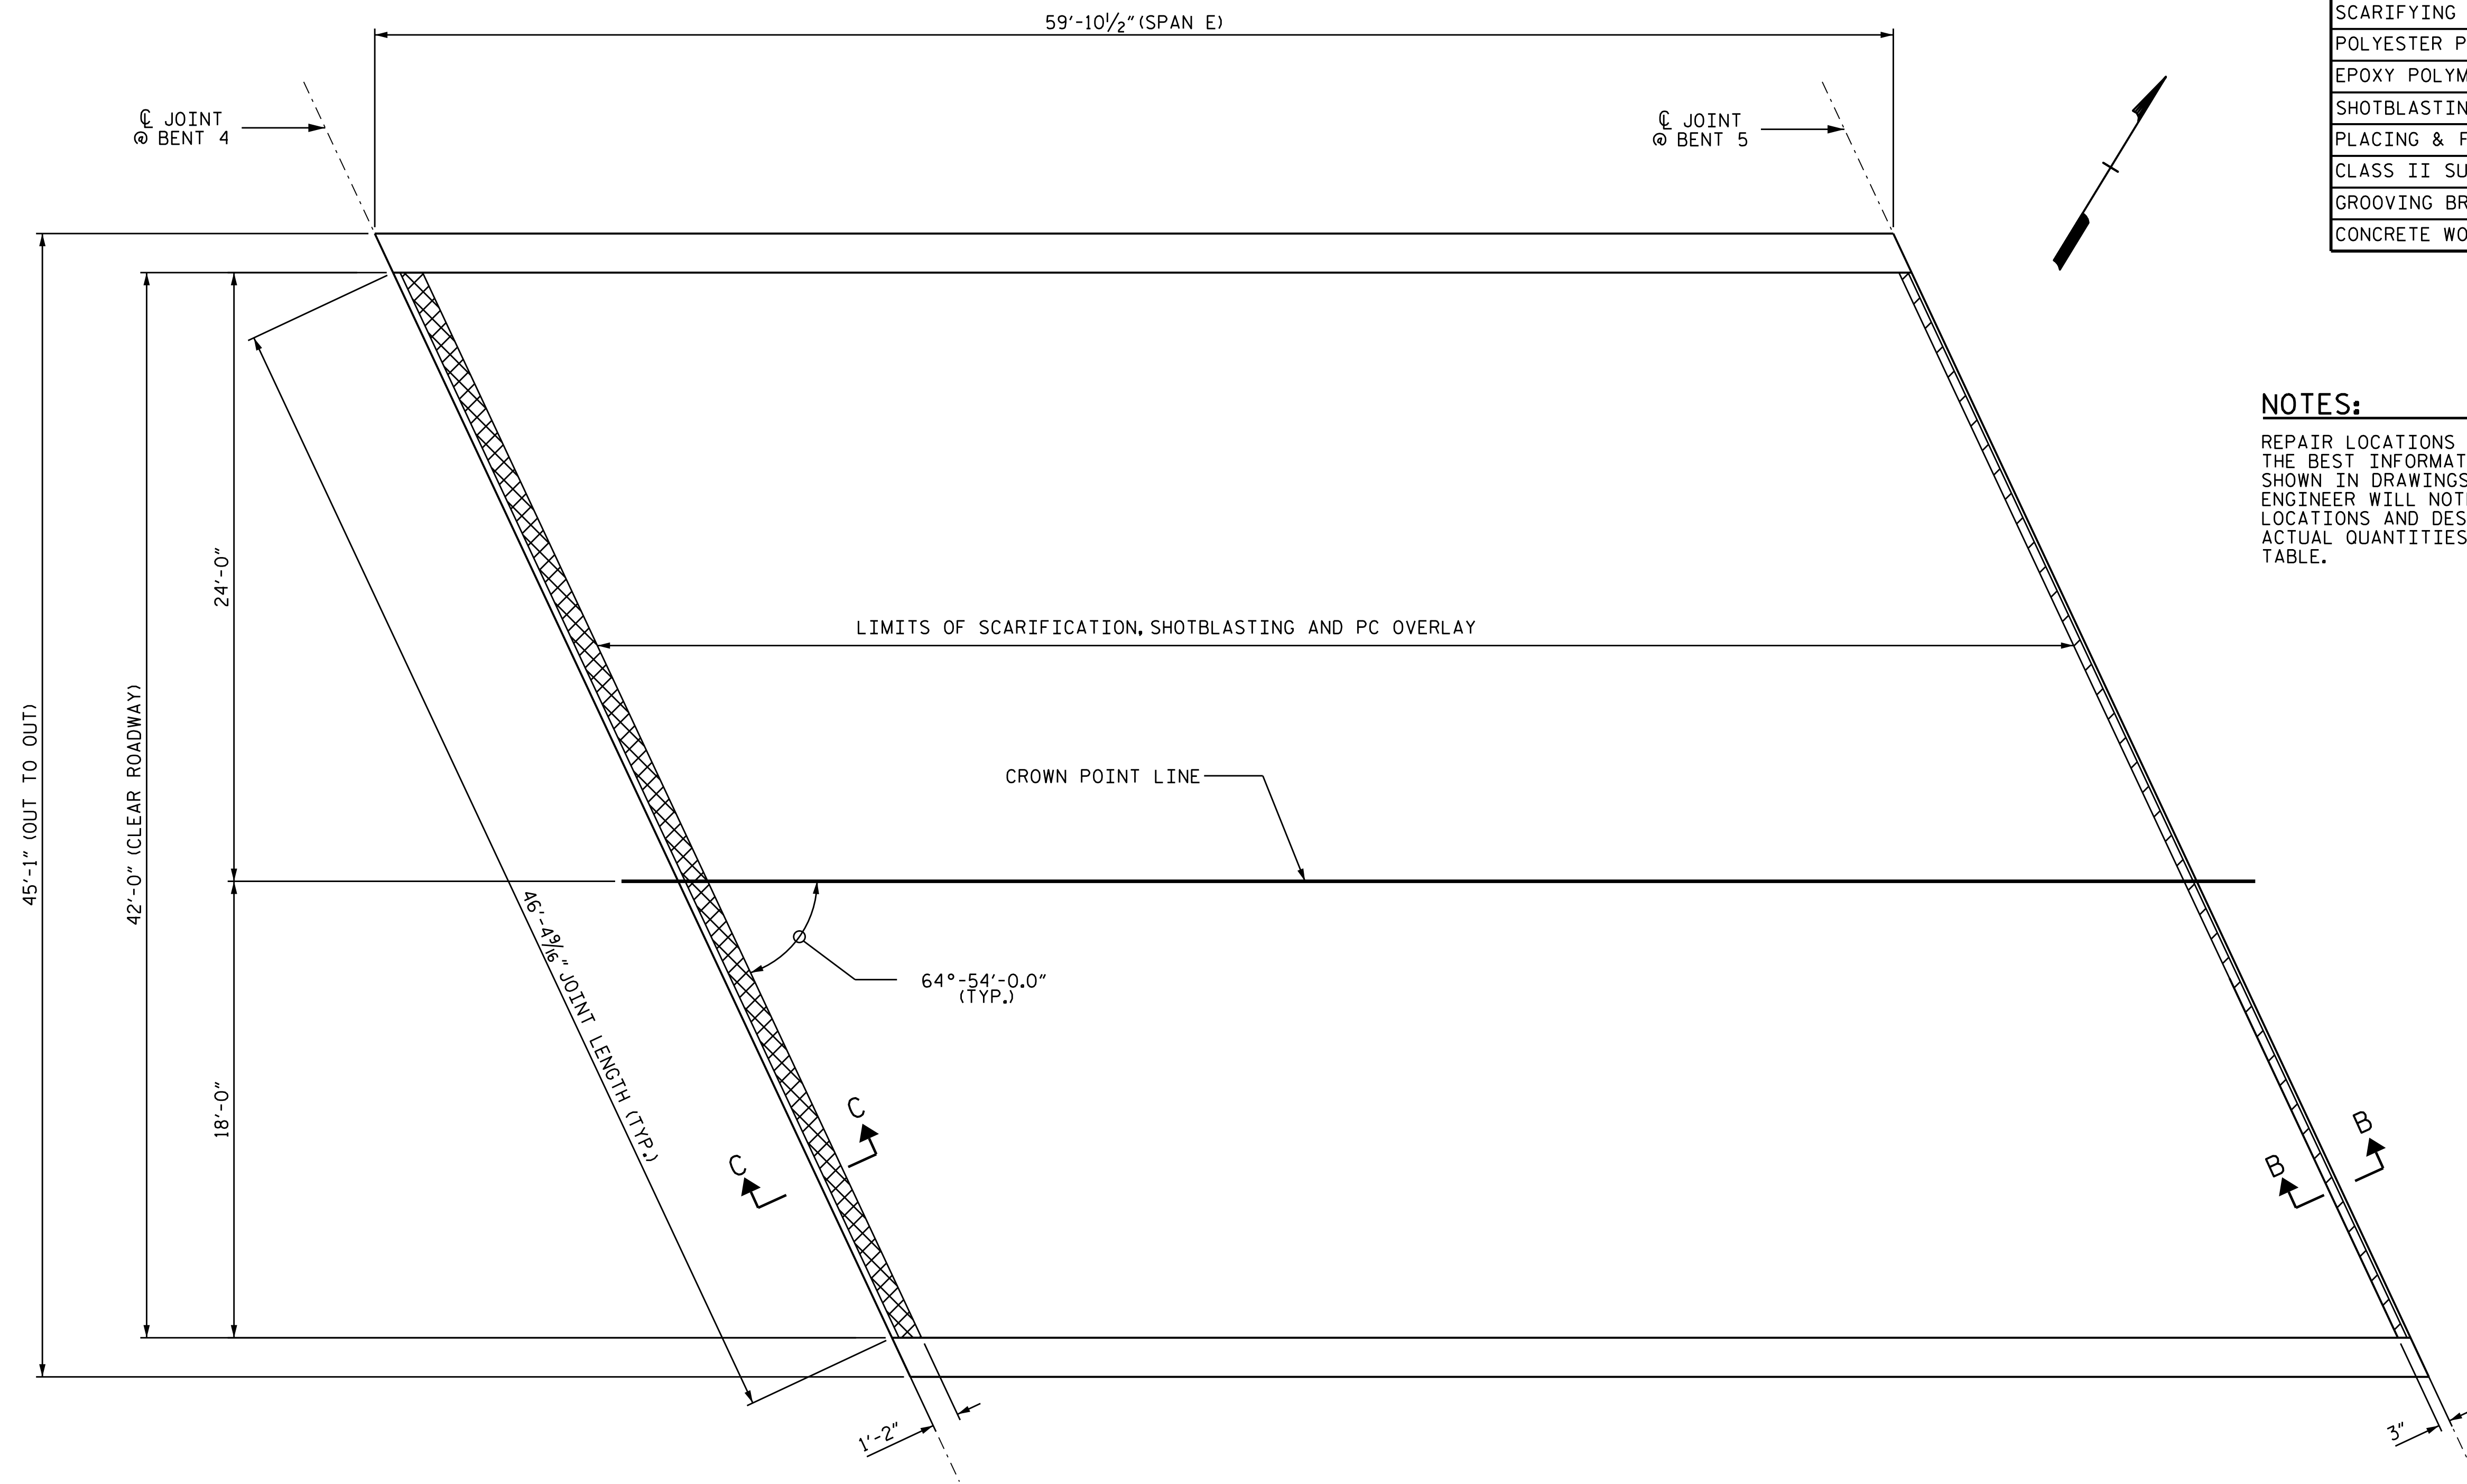 59'-10 1/2" (SPAN E)
SCARIFYING
POLYESTER P
EPOXY POLYM
SHOTBLASTIN
PLACING & F
CLASS II SU
GROOVING BR
CONCRETE WO
℄ JOINT
@ BENT 4
℄ JOINT
@ BENT 5
NOTES:
REPAIR LOCATIONS
THE BEST INFORMAT
SHOWN IN DRAWINGS
ENGINEER WILL NOT
LOCATIONS AND DES
ACTUAL QUANTITIES
TABLE.
24'-0"
LIMITS OF SCARIFICATION, SHOTBLASTING AND PC OVERLAY
45'-1" (OUT TO OUT)
42'-0" (CLEAR ROADWAY)
CROWN POINT LINE
46'-4 9/16" JOINT LENGTH (TYP.)
64°-54'-0.0"
(TYP.)
18'-0"
C
C
B
B
1'-2"
3"